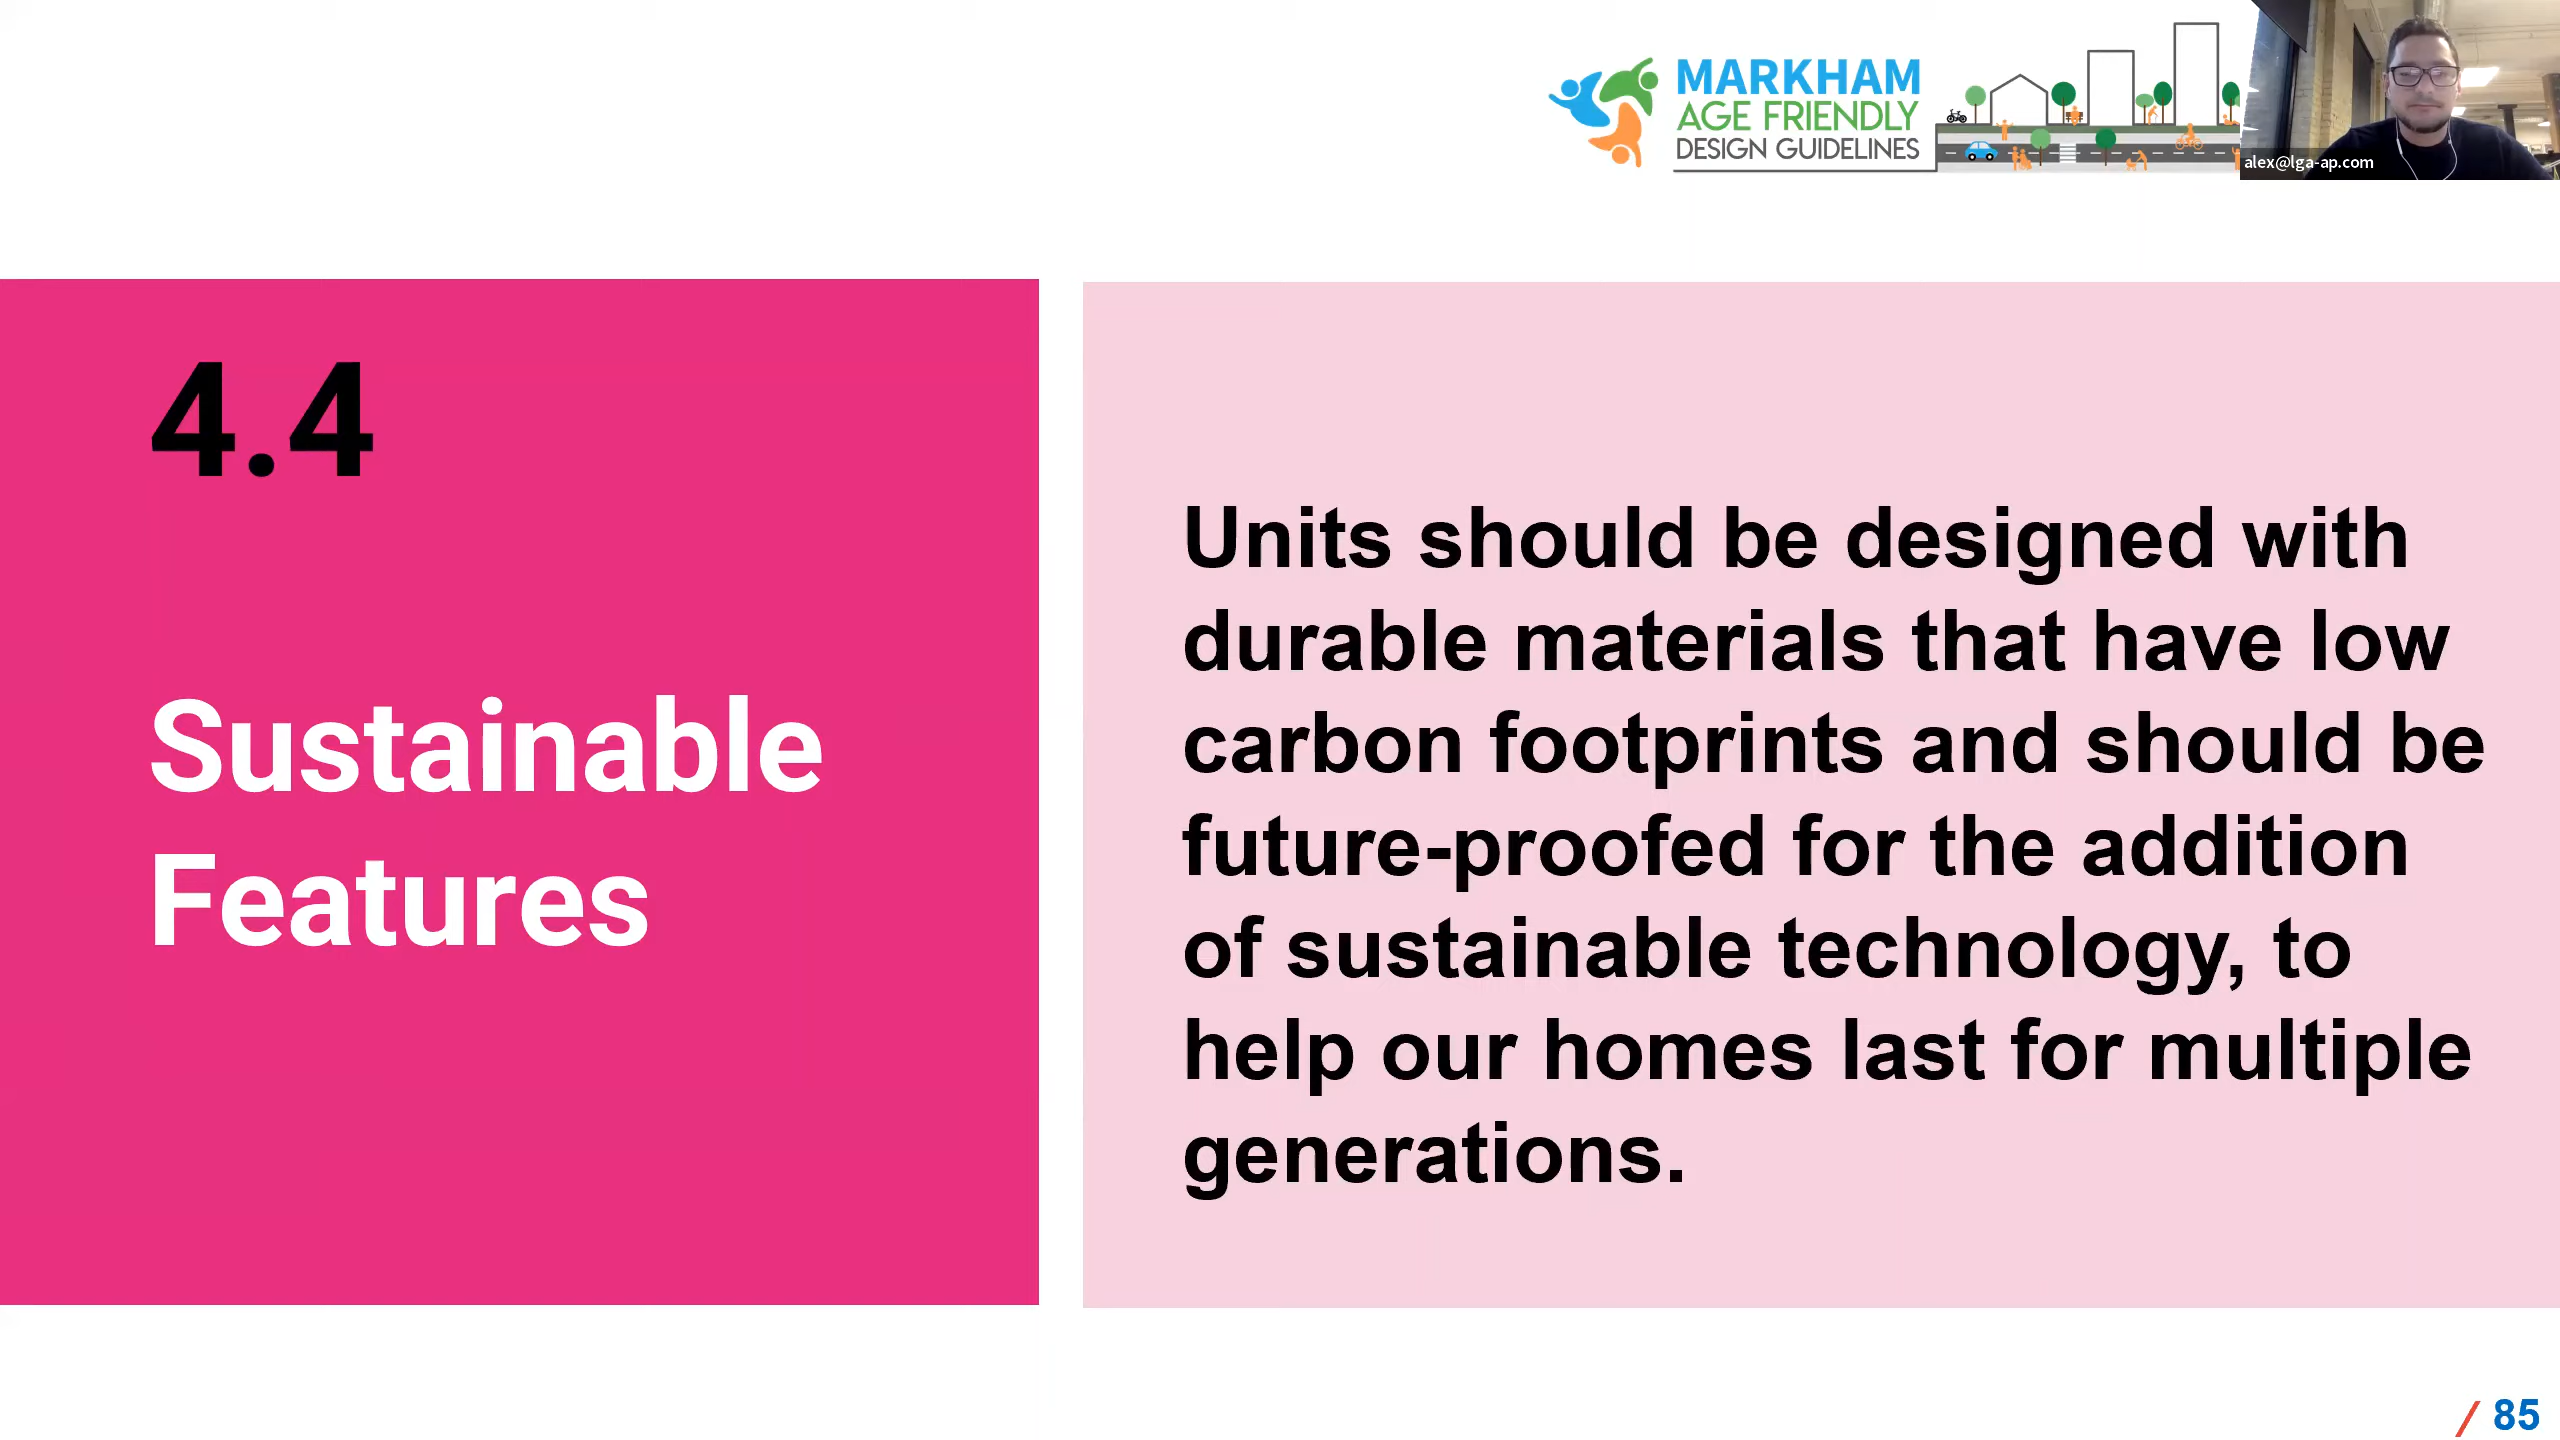 MARKHAM
AGE FRIENDLY
DESIGN GUIDELINES
alex@lga-ap.com
4.4
Sustainable
Features
Units should be designed with
durable materials that have low
carbon footprints and should be
future-proofed for the addition
of sustainable technology, to
help our homes last for multiple
generations.
/ 85